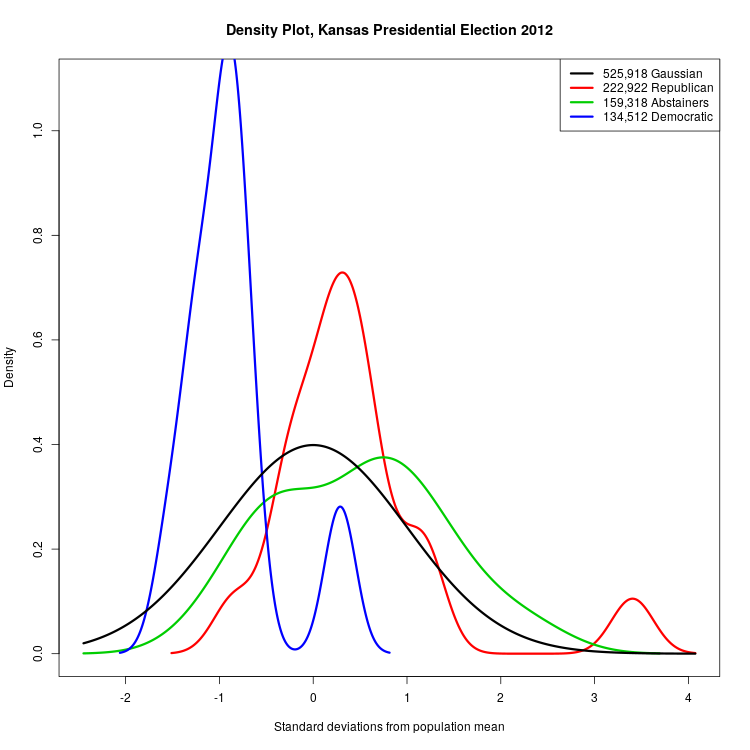 Density Plot, Kansas Presidential Election 2012
525,918 Gaussian
222,922 Republican
159,318 Abstainers
134,512 Democratic
Density
1.0
0.8
0.6
0.4
0.2
0.0
-2 -1 0 1 2 3 4
Standard deviations from population mean